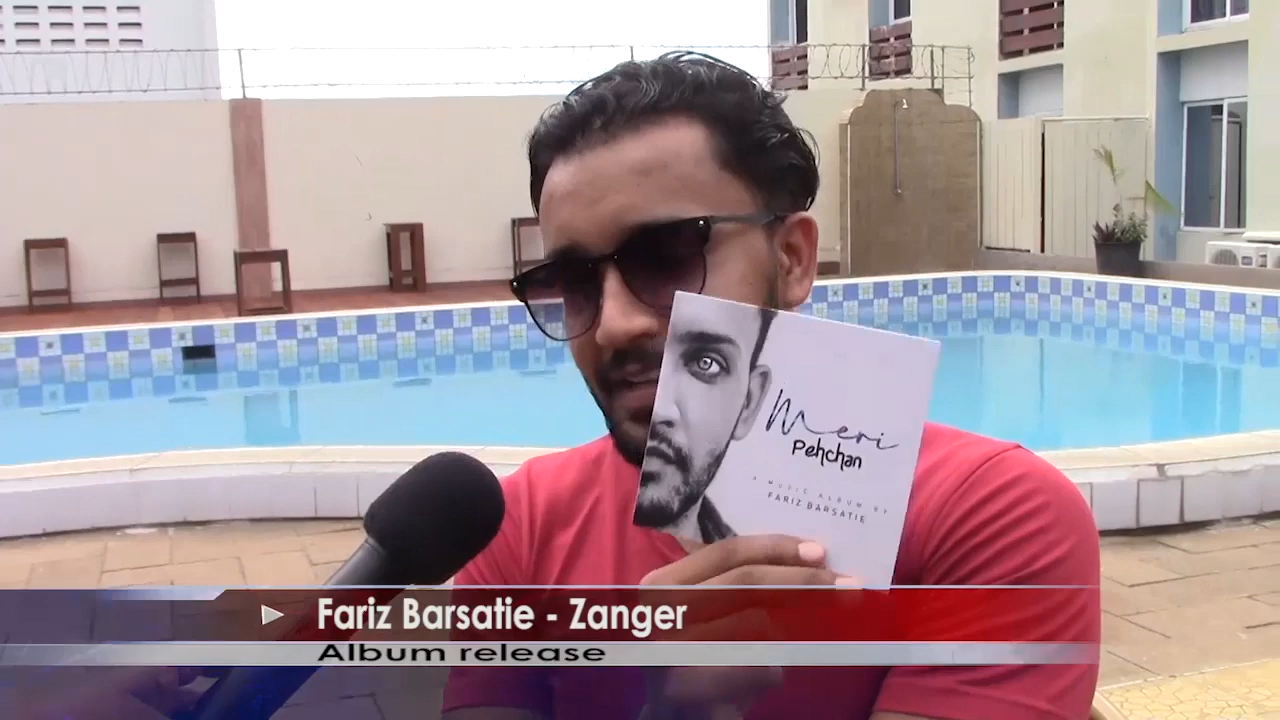 Meri
Pehchan
A MUSIC ALBUM BY
FARIZ BARSATIE
Fariz Barsatie - Zanger
Album release